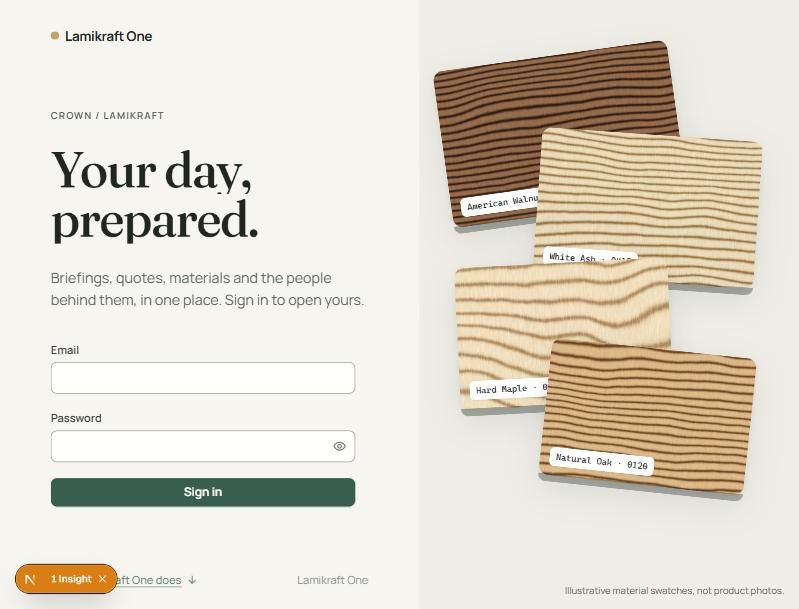 Lamikraft One
CROWN / LAMIKRAFT
Your day,
prepared.
Briefings, quotes, materials and the people
behind them, in one place. Sign in to open yours.
Email
Password
Sign in
1 Insight
aft One does ↓
Lamikraft One
American Walnu
White Ash ·
Hard Maple · 0
Natural Oak · 0120
Illustrative material swatches, not product photos.